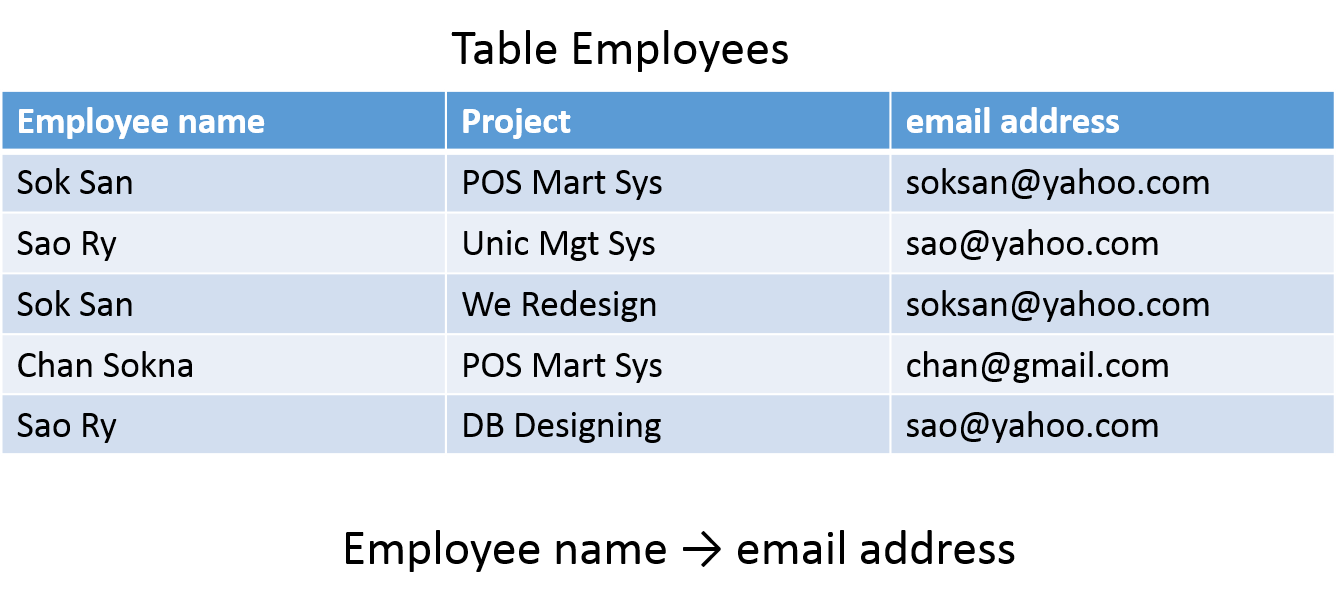 Table Employees
Employee name Project email address
Sok San POS Mart Sys soksan@yahoo.com
Sao Ry Unic Mgt Sys sao@yahoo.com
Sok San We Redesign soksan@yahoo.com
Chan Sokna POS Mart Sys chan@gmail.com
Sao Ry DB Designing sao@yahoo.com
Employee name → email address